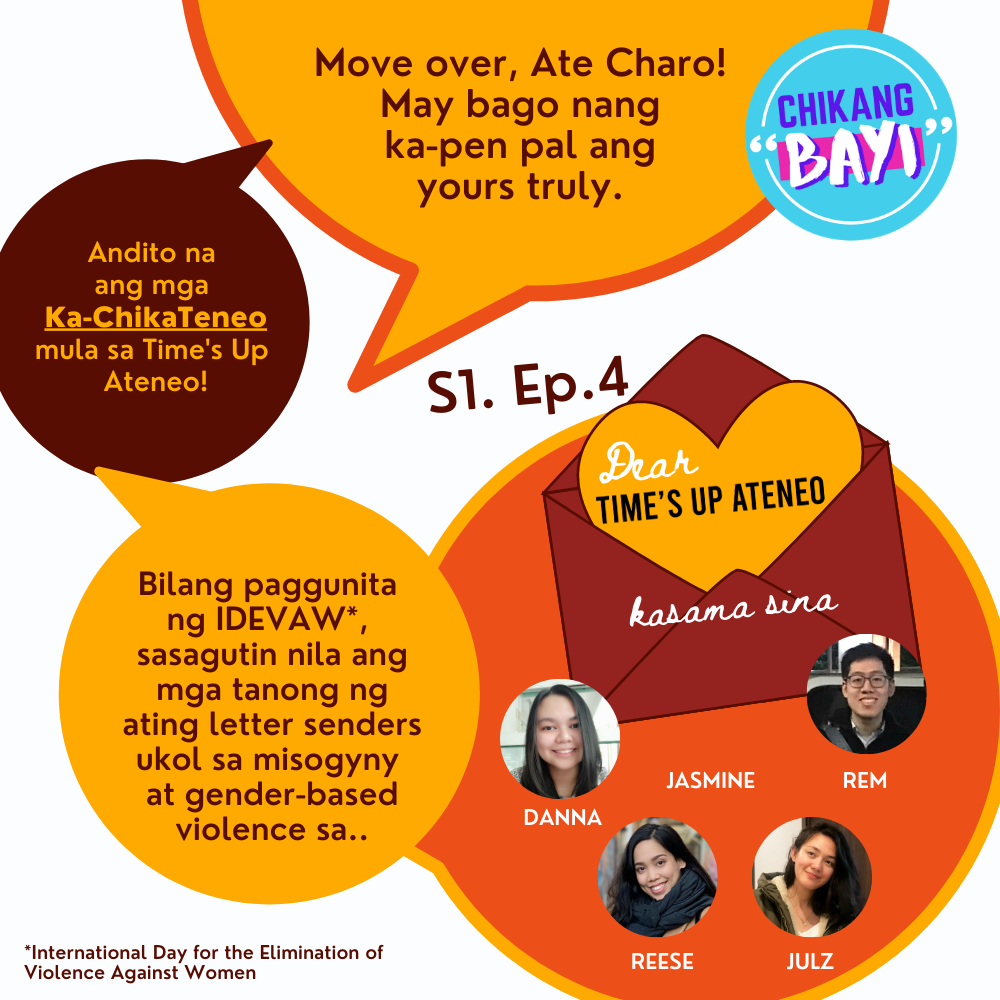 Move over, Ate Charo!
May bago nang
ka-pen pal ang
yours truly.
CHIKANG
“BAYI”
Andito na
ang mga
Ka-ChikaTeneo
mula sa Time's Up
Ateneo!
S1. Ep.4
Dear
TIME'S UP ATENEO
kasama sina
Bilang paggunita
ng IDEVAW*,
sasagutin nila ang
mga tanong ng
ating letter senders
ukol sa misogyny
at gender-based
violence sa..
DANNA
JASMINE
REM
REESE
JULZ
*International Day for the Elimination of
Violence Against Women